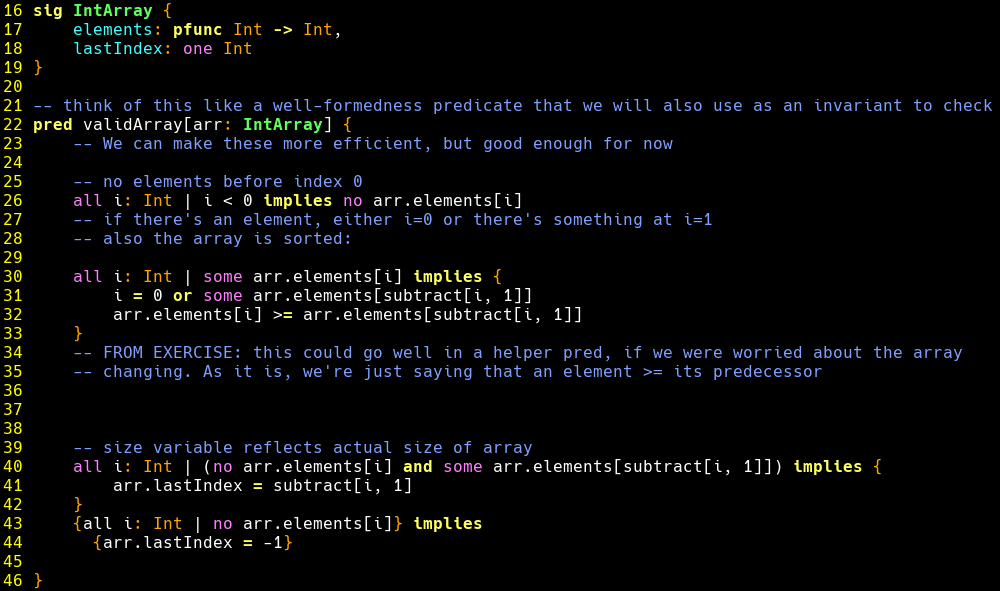 16 sig IntArray {
17     elements: pfunc Int -> Int,
18     lastIndex: one Int
19 }
20
21 -- think of this like a well-formedness predicate that we will also use as an invariant to check
22 pred validArray[arr: IntArray] {
23     -- We can make these more efficient, but good enough for now
24
25     -- no elements before index 0
26     all i: Int | i < 0 implies no arr.elements[i]
27     -- if there's an element, either i=0 or there's something at i=1
28     -- also the array is sorted:
29
30     all i: Int | some arr.elements[i] implies {
31         i = 0 or some arr.elements[subtract[i, 1]]
32         arr.elements[i] >= arr.elements[subtract[i, 1]]
33     }
34     -- FROM EXERCISE: this could go well in a helper pred, if we were worried about the array
35     -- changing. As it is, we're just saying that an element >= its predecessor
36
37
38
39     -- size variable reflects actual size of array
40     all i: Int | (no arr.elements[i] and some arr.elements[subtract[i, 1]]) implies {
41         arr.lastIndex = subtract[i, 1]
42     }
43     {all i: Int | no arr.elements[i]} implies
44       {arr.lastIndex = -1}
45
46 }